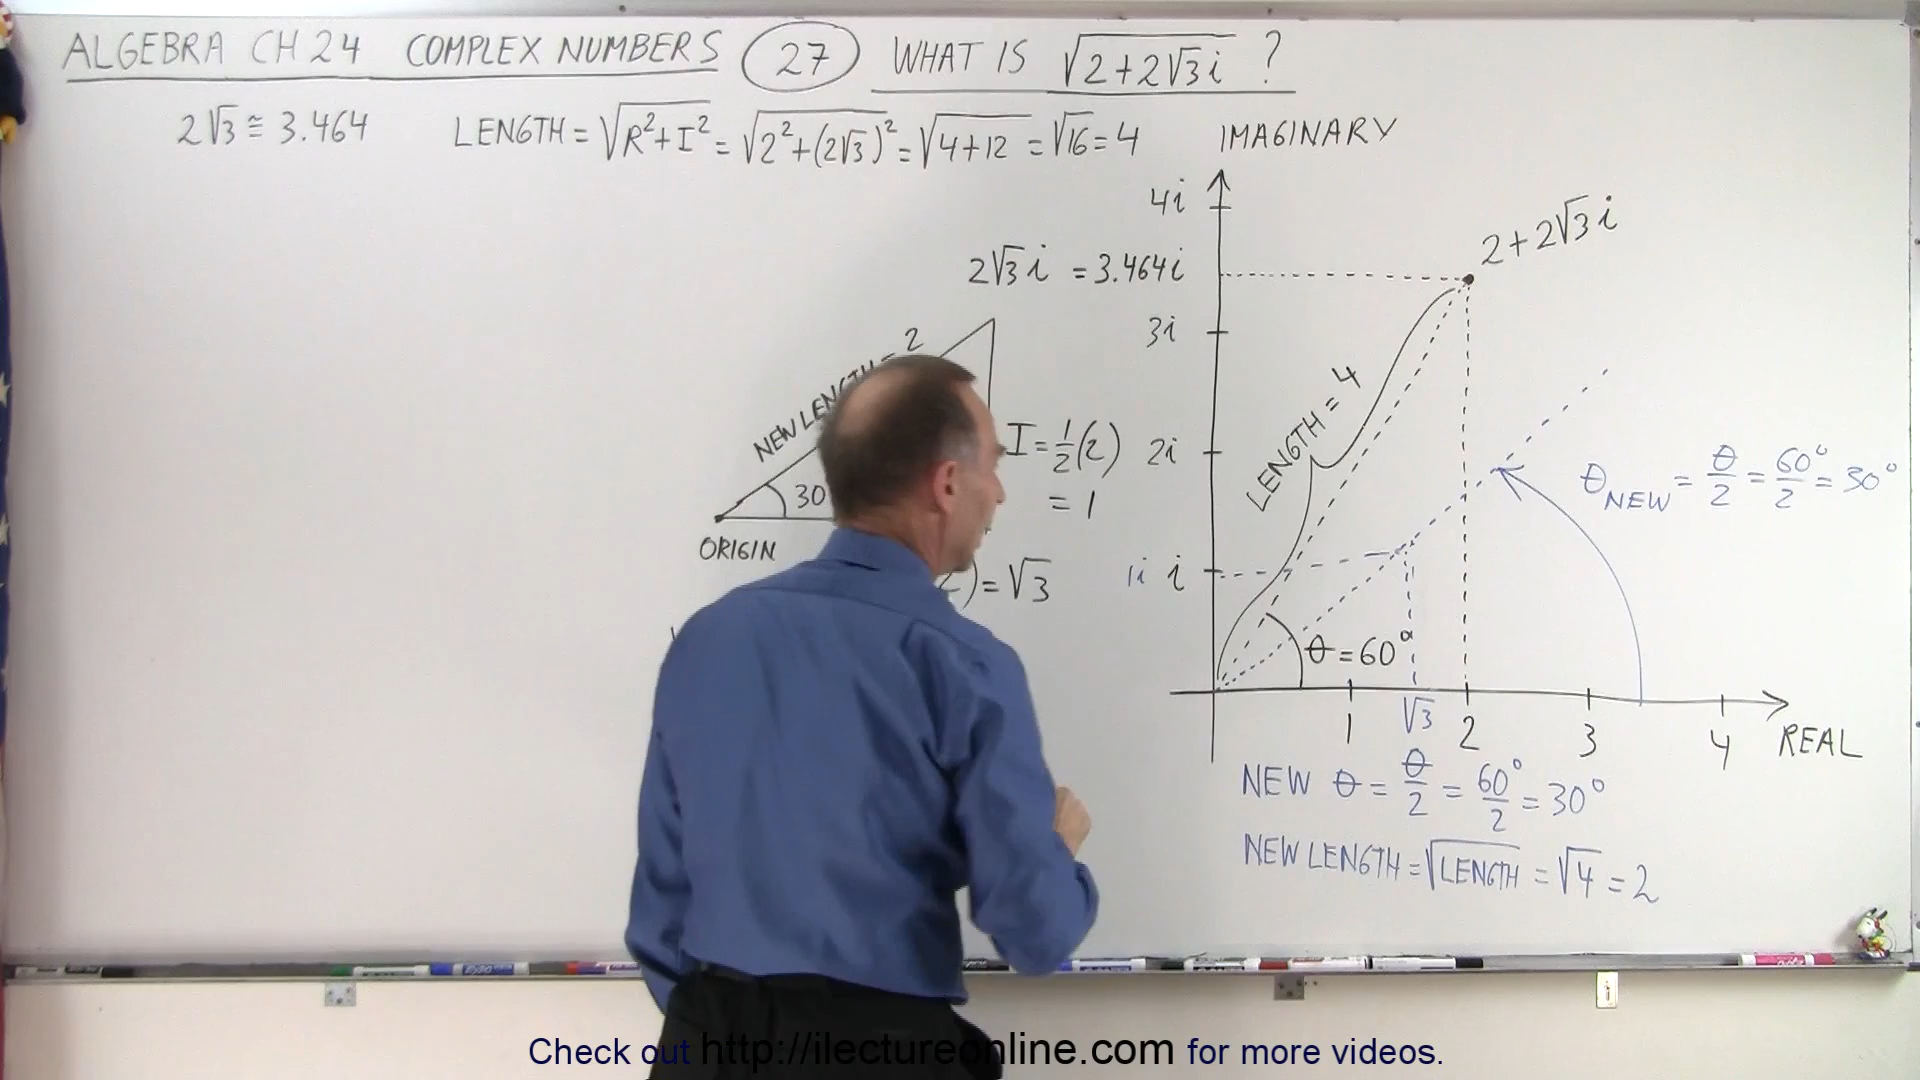 ALGEBRA CH 24 COMPLEX NUMBERS 27 WHAT IS √(2+2√3i) ?
2√3 ≅ 3.464 LENGTH = √(R²+I²) = √(2²+(2√3)²) = √(4+12) = √16 = 4
IMAGINARY
4i
2+2√3i
2√3i = 3.464i
3i
NEW LENGTH = 2
LENGTH = 4
I = ½(2)
= 1
2i
θNEW = θ/2 = 60°/2 = 30°
30
ORIGIN
) = √3
1i i
θ = 60°
1 √3 2 3 4 REAL
NEW θ = θ/2 = 60°/2 = 30°
NEW LENGTH = √LENGTH = √4 = 2
Check out http://ilectureonline.com for more videos.